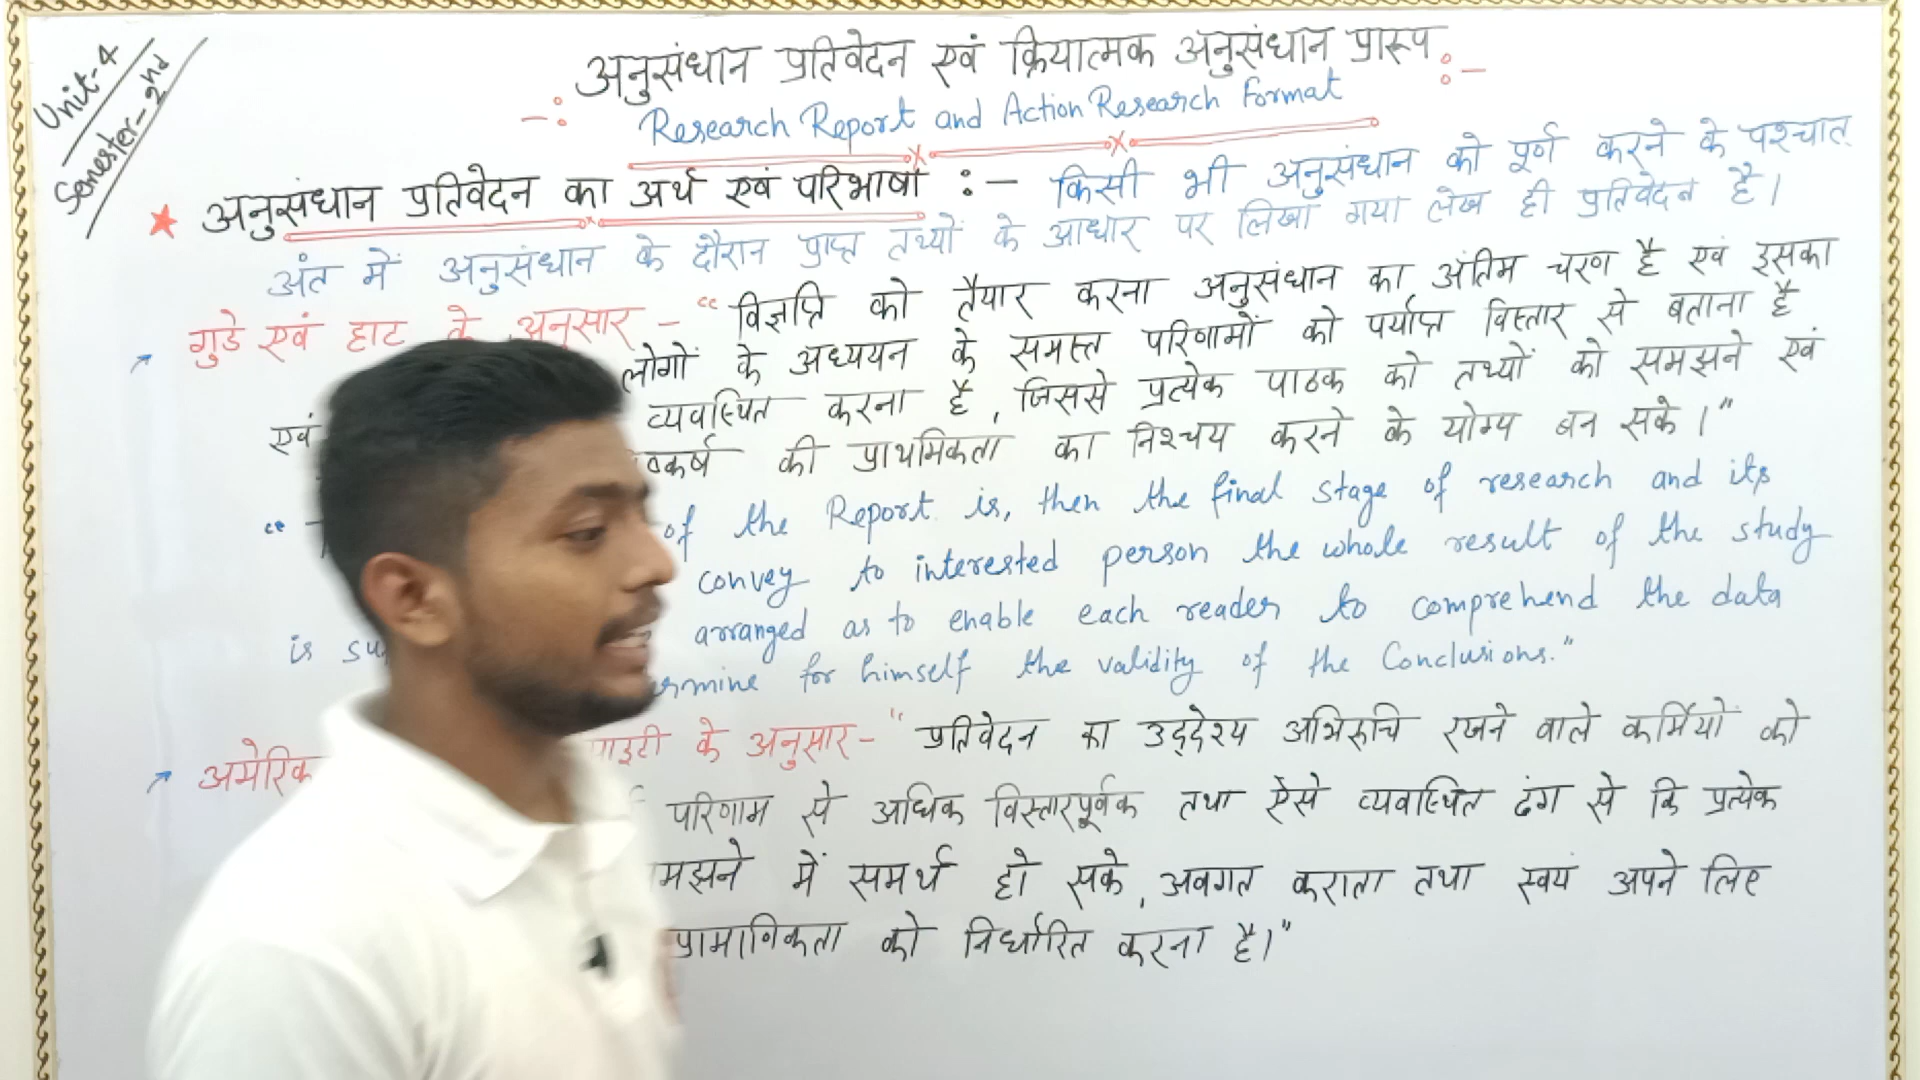 Unit-4
Semester-2nd
-: अनुसंधान प्रतिवेदन एवं क्रियात्मक अनुसंधान प्रारूप :-
Research Report and Action Research Format
★ अनुसंधान प्रतिवेदन का अर्थ एवं परिभाषा :- किसी भी अनुसंधान को पूर्ण करने के पश्चात
अंत में अनुसंधान के दौरान प्राप्त तथ्यों के आधार पर लिखा गया लेख ही प्रतिवेदन है।
गुडे एवं हाट के अनुसार - “विज्ञप्ति को तैयार करना अनुसंधान का अंतिम चरण है एवं इसका
लोगों के अध्ययन के समस्त परिणामों को पर्याप्त विस्तार से बताना है
एवं व्यवस्थित करना है, जिससे प्रत्येक पाठक को तथ्यों को समझने एवं
की प्राथमिकता का निश्चय करने के योग्य बन सके।”
“ of the Report is, then the final stage of research and its
convey to interested person the whole result of the study
is arranged as to enable each reader to comprehend the data
for himself the validity of the Conclusions.”
के अनुसार - “प्रतिवेदन का उद्देश्य अभिरुचि रखने वाले कर्मियों को
परिणाम से अधिक विस्तारपूर्वक तथा ऐसे व्यवस्थित ढंग से कि प्रत्येक
में समर्थ हो सके, अवगत कराता तथा स्वयं अपने लिए
प्रामाणिकता को निर्धारित करना है।”